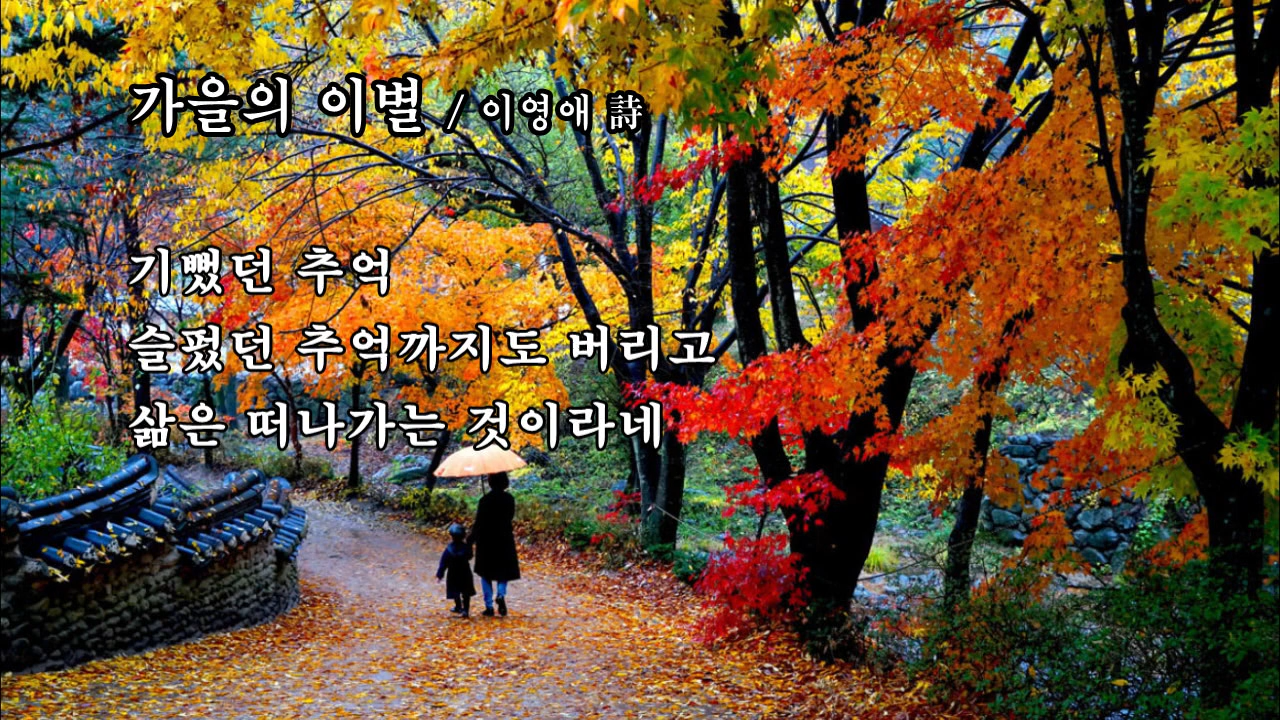 가을의 이별 / 이영애 詩
기뻤던 추억
슬펐던 추억까지도 버리고
삶은 떠나가는 것이라네